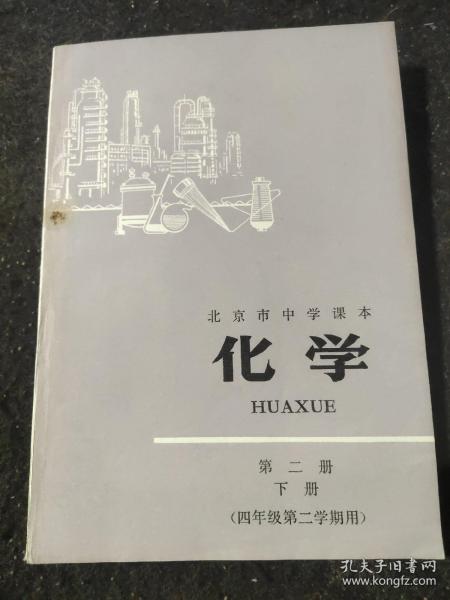 北京市中学课本
化学
HUAXUE
第二册
下册
(四年级第二学期用)
孔夫子旧书网
www.kongfz.com